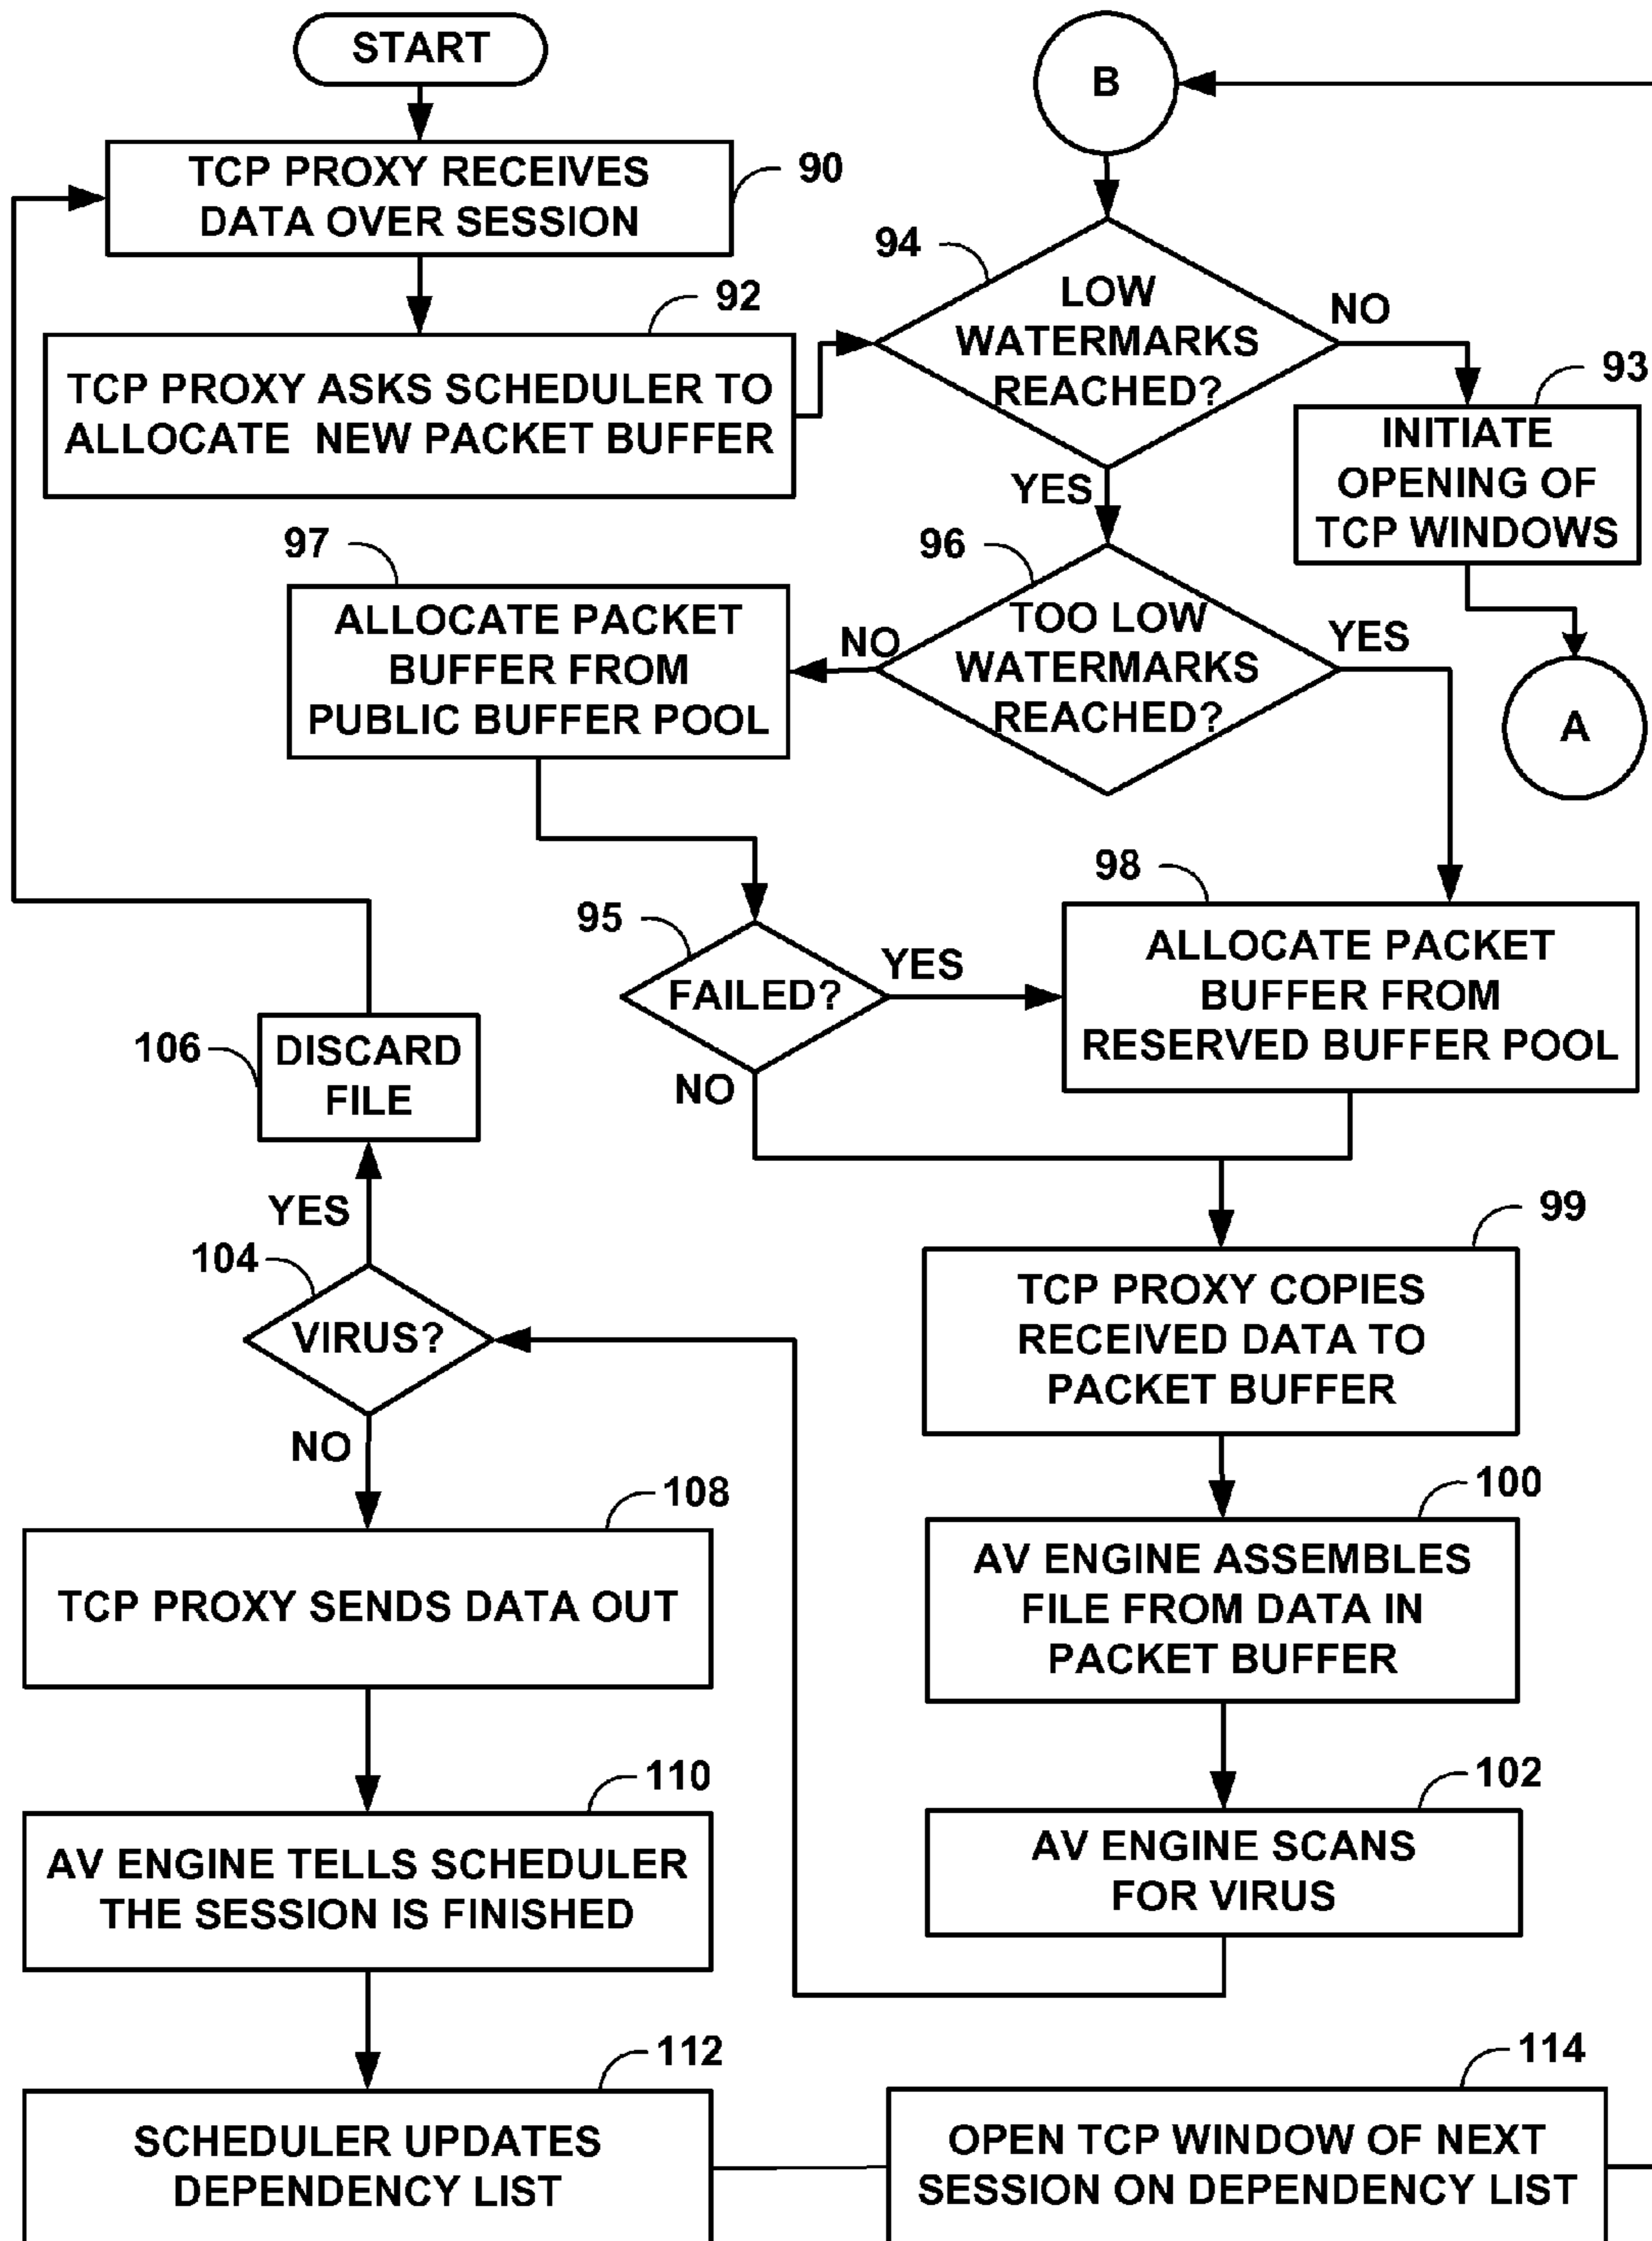 START
TCP PROXY RECEIVES
DATA OVER SESSION
90
92
TCP PROXY ASKS SCHEDULER TO
ALLOCATE NEW PACKET BUFFER
B
94
LOW
WATERMARKS
REACHED?
NO
93
INITIATE
OPENING OF
TCP WINDOWS
A
YES
96
TOO LOW
WATERMARKS
REACHED?
NO
YES
97
ALLOCATE PACKET
BUFFER FROM
PUBLIC BUFFER POOL
95
FAILED?
YES
NO
98
ALLOCATE PACKET
BUFFER FROM
RESERVED BUFFER POOL
99
TCP PROXY COPIES
RECEIVED DATA TO
PACKET BUFFER
100
AV ENGINE ASSEMBLES
FILE FROM DATA IN
PACKET BUFFER
102
AV ENGINE SCANS
FOR VIRUS
104
VIRUS?
YES
106
DISCARD
FILE
NO
108
TCP PROXY SENDS DATA OUT
110
AV ENGINE TELLS SCHEDULER
THE SESSION IS FINISHED
112
SCHEDULER UPDATES
DEPENDENCY LIST
114
OPEN TCP WINDOW OF NEXT
SESSION ON DEPENDENCY LIST